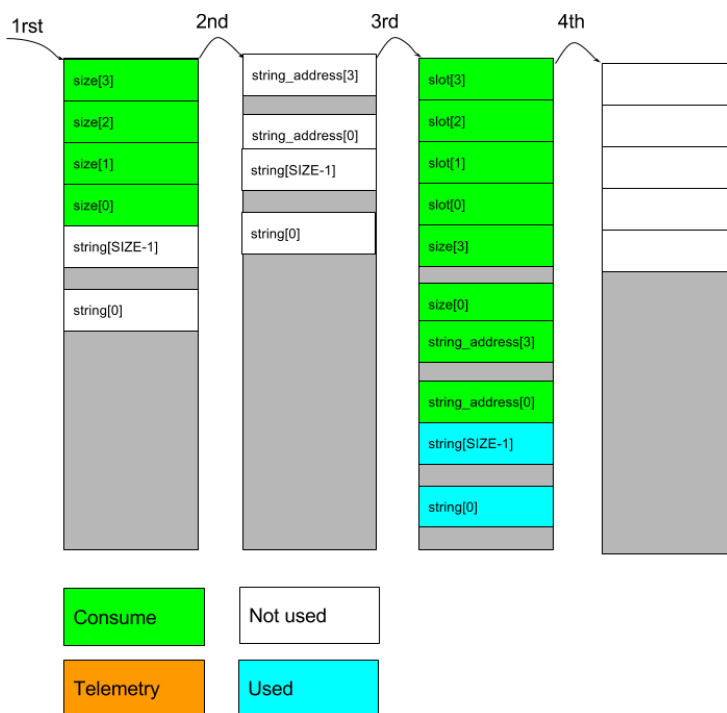 1rst
2nd
3rd
4th
size[3]
size[2]
size[1]
size[0]
string[SIZE-1]
string[0]
string_address[3]
string_address[0]
string[SIZE-1]
string[0]
slot[3]
slot[2]
slot[1]
slot[0]
size[3]
size[0]
string_address[3]
string_address[0]
string[SIZE-1]
string[0]
Consume
Not used
Telemetry
Used